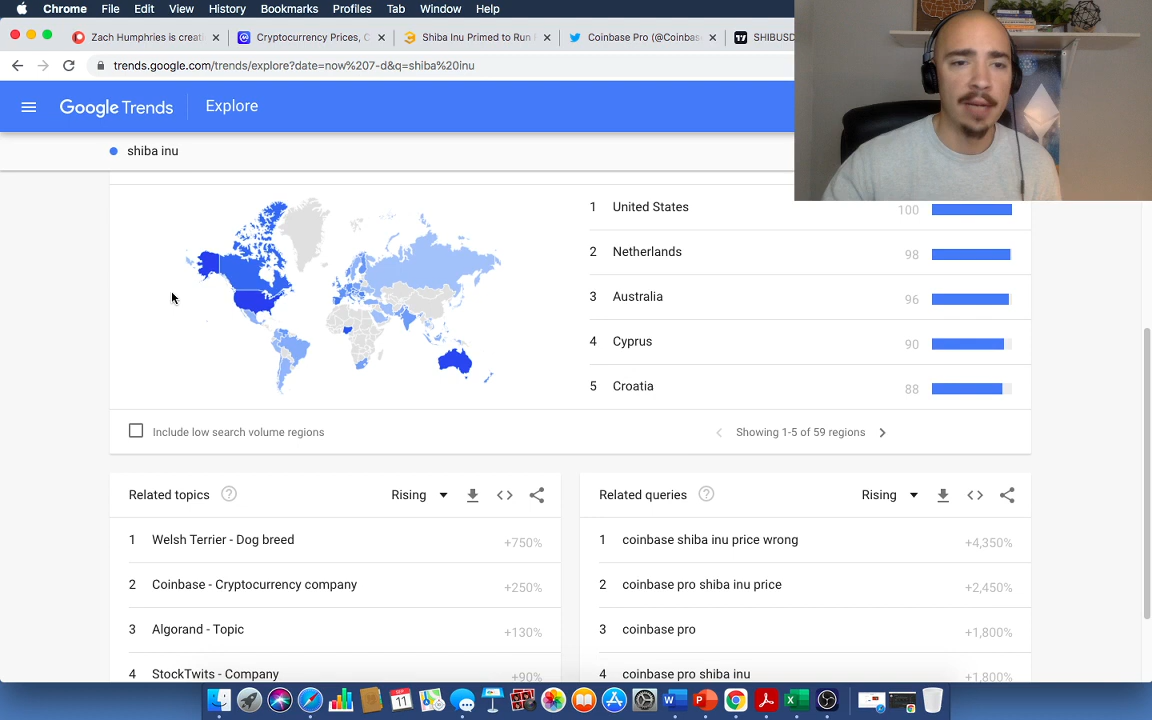 Chrome File Edit View History Bookmarks Profiles Tab Window Help
Zach Humphries is creati
Cryptocurrency Prices, C
Shiba Inu Primed to Run
Coinbase Pro (@Coinbas
SHIBUSD
trends.google.com/trends/explore?date=now%207-d&q=shiba%20inu
Google Trends Explore
shiba inu
1 United States 100
2 Netherlands 98
3 Australia 96
4 Cyprus 90
5 Croatia 88
Include low search volume regions
Showing 1-5 of 59 regions
Related topics ? Rising
1 Welsh Terrier - Dog breed +750%
2 Coinbase - Cryptocurrency company +250%
3 Algorand - Topic +130%
4 StockTwits - Company +90%
Related queries ? Rising
1 coinbase shiba inu price wrong +4,350%
2 coinbase pro shiba inu price +2,450%
3 coinbase pro +1,800%
4 coinbase pro shiba inu +1,800%
11